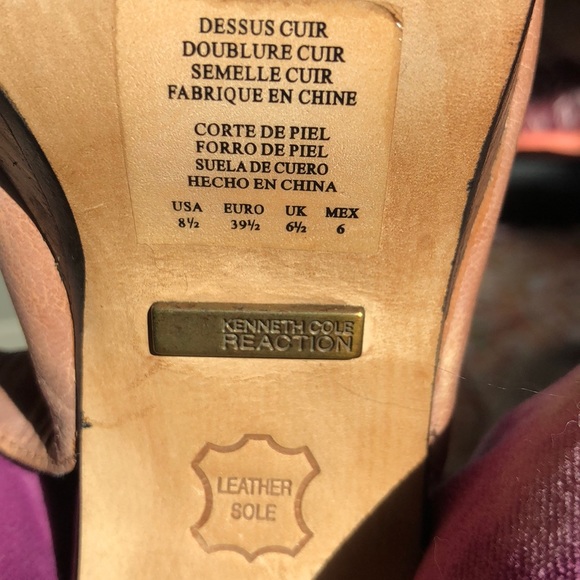 DESSUS CUIR
DOUBLURE CUIR
SEMELLE CUIR
FABRIQUE EN CHINE
CORTE DE PIEL
FORRO DE PIEL
SUELA DE CUERO
HECHO EN CHINA
USA EURO UK MEX
8½ 39½ 6½ 6
KENNETH COLE
REACTION
LEATHER
SOLE